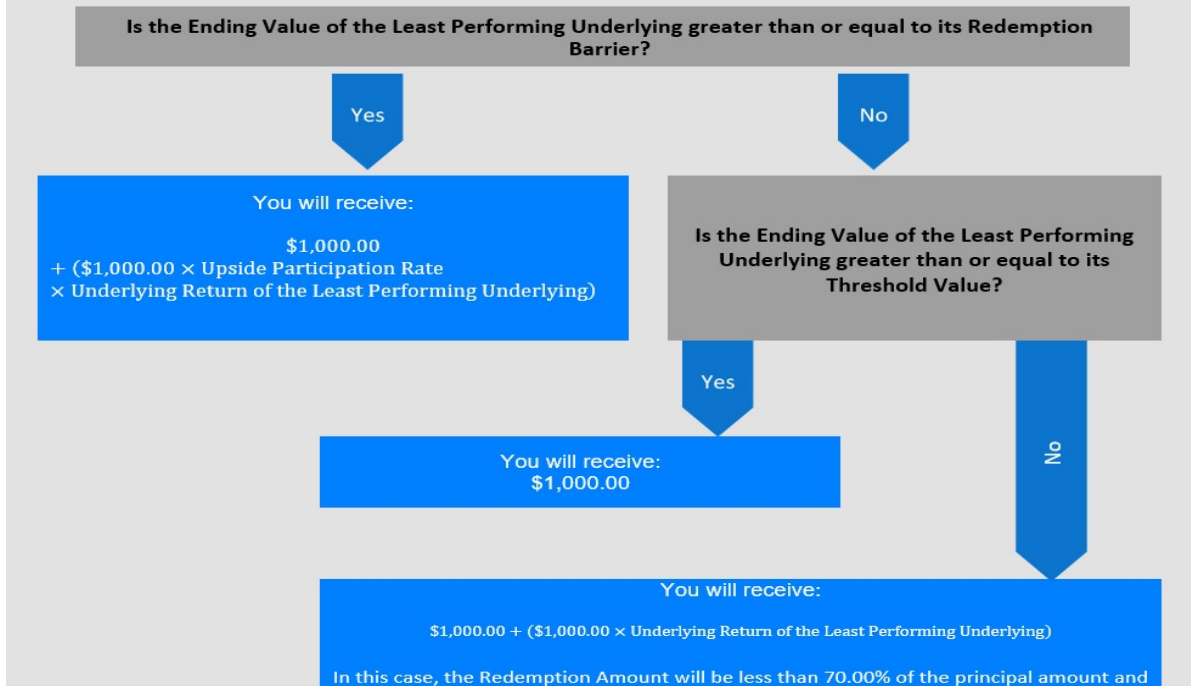 Is the Ending Value of the Least Performing Underlying greater than or equal to its Redemption
Barrier?
Yes
No
You will receive:
$1,000.00
+ ($1,000.00 × Upside Participation Rate
× Underlying Return of the Least Performing Underlying)
Is the Ending Value of the Least Performing
Underlying greater than or equal to its
Threshold Value?
Yes
No
You will receive:
$1,000.00
You will receive:
$1,000.00 + ($1,000.00 × Underlying Return of the Least Performing Underlying)
In this case, the Redemption Amount will be less than 70.00% of the principal amount and